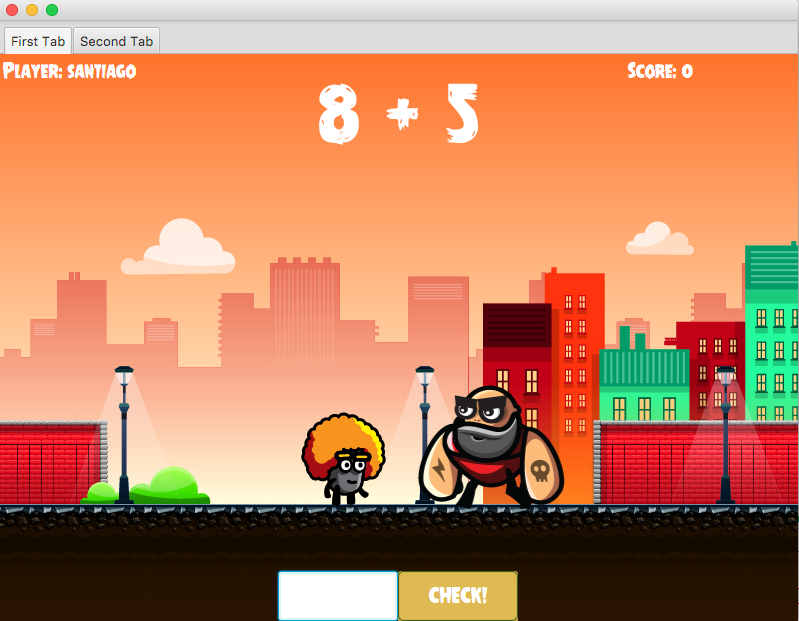 First Tab Second Tab
PLAYER: SANTIAGO
SCORE: 0
8 + 5
CHECK!